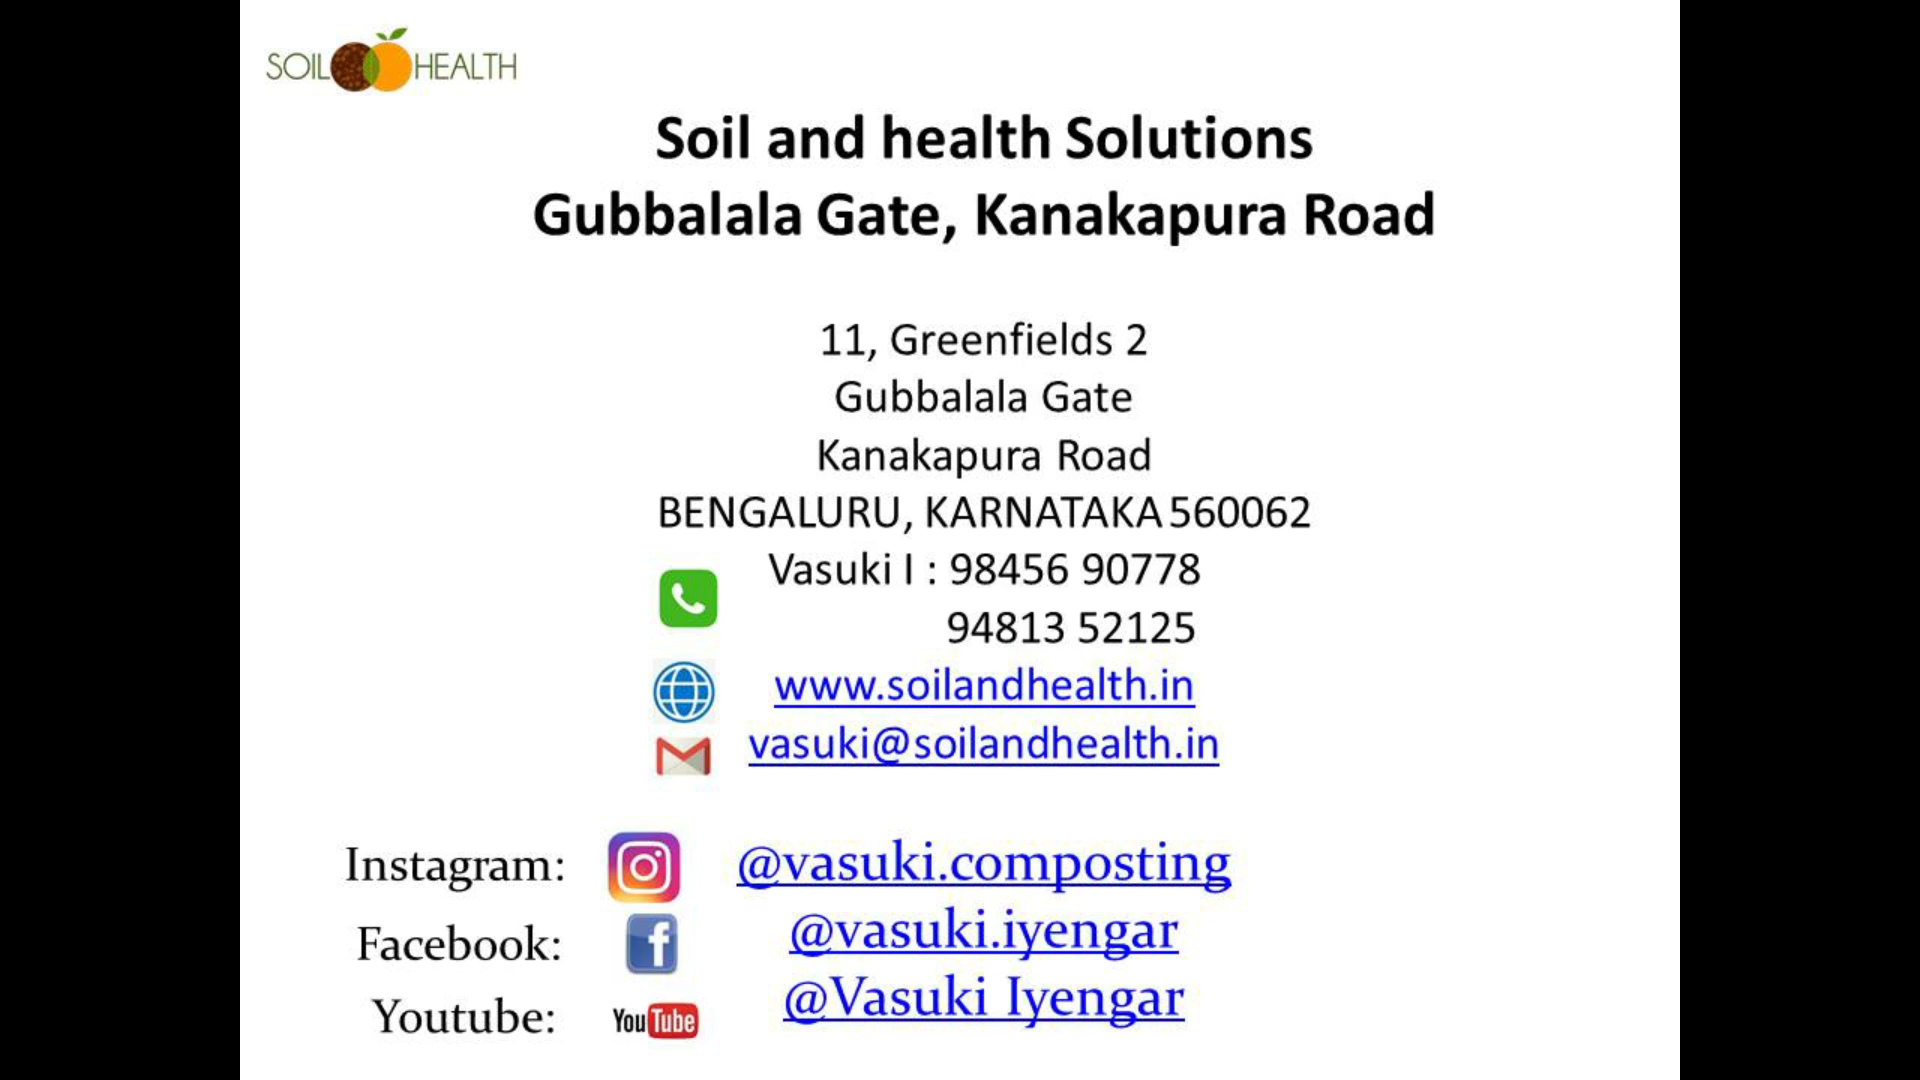 SOIL HEALTH
Soil and health Solutions
Gubbalala Gate, Kanakapura Road
11, Greenfields 2
Gubbalala Gate
Kanakapura Road
BENGALURU, KARNATAKA 560062
Vasuki I : 98456 90778
94813 52125
www.soilandhealth.in
vasuki@soilandhealth.in
Instagram: @vasuki.composting
Facebook: @vasuki.iyengar
Youtube: YouTube @Vasuki Iyengar